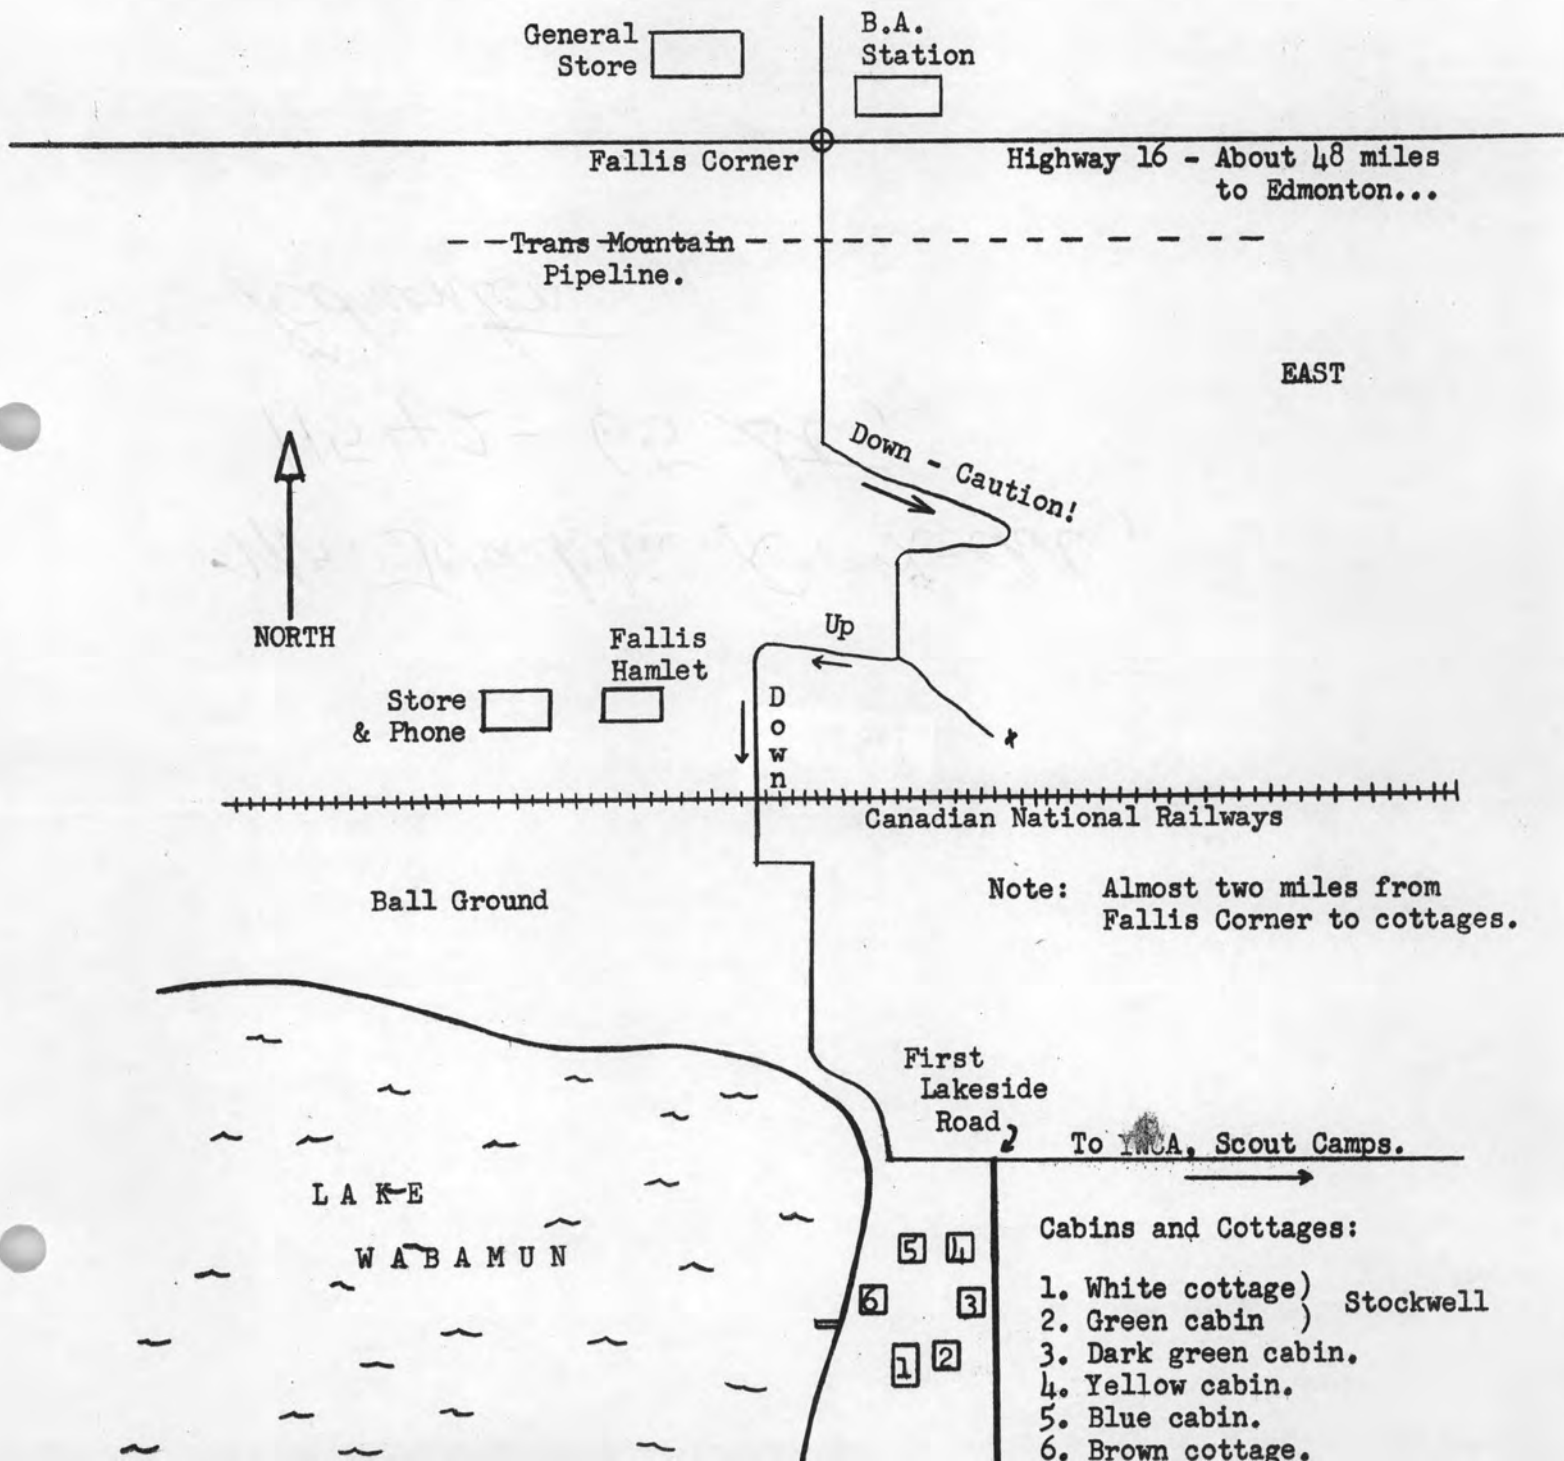 General
Store
B.A.
Station
Fallis Corner
Highway 16 - About 48 miles
to Edmonton...
Trans Mountain
Pipeline.
EAST
Down - Caution!
NORTH
Up
Fallis
Hamlet
Store
& Phone
Down
*
Canadian National Railways
Ball Ground
Note: Almost two miles from
Fallis Corner to cottages.
First
Lakeside
Road
To YWCA, Scout Camps.
LAKE
WABAMUN
5 4
6 3
1 2
Cabins and Cottages:
1. White cottage)
2. Green cabin )
Stockwell
3. Dark green cabin.
4. Yellow cabin.
5. Blue cabin.
6. Brown cottage.